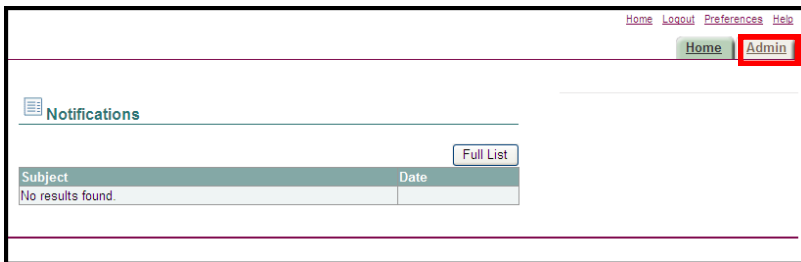 Home Logout Preferences Help
Home Admin
Notifications
Full List
Subject Date
No results found.